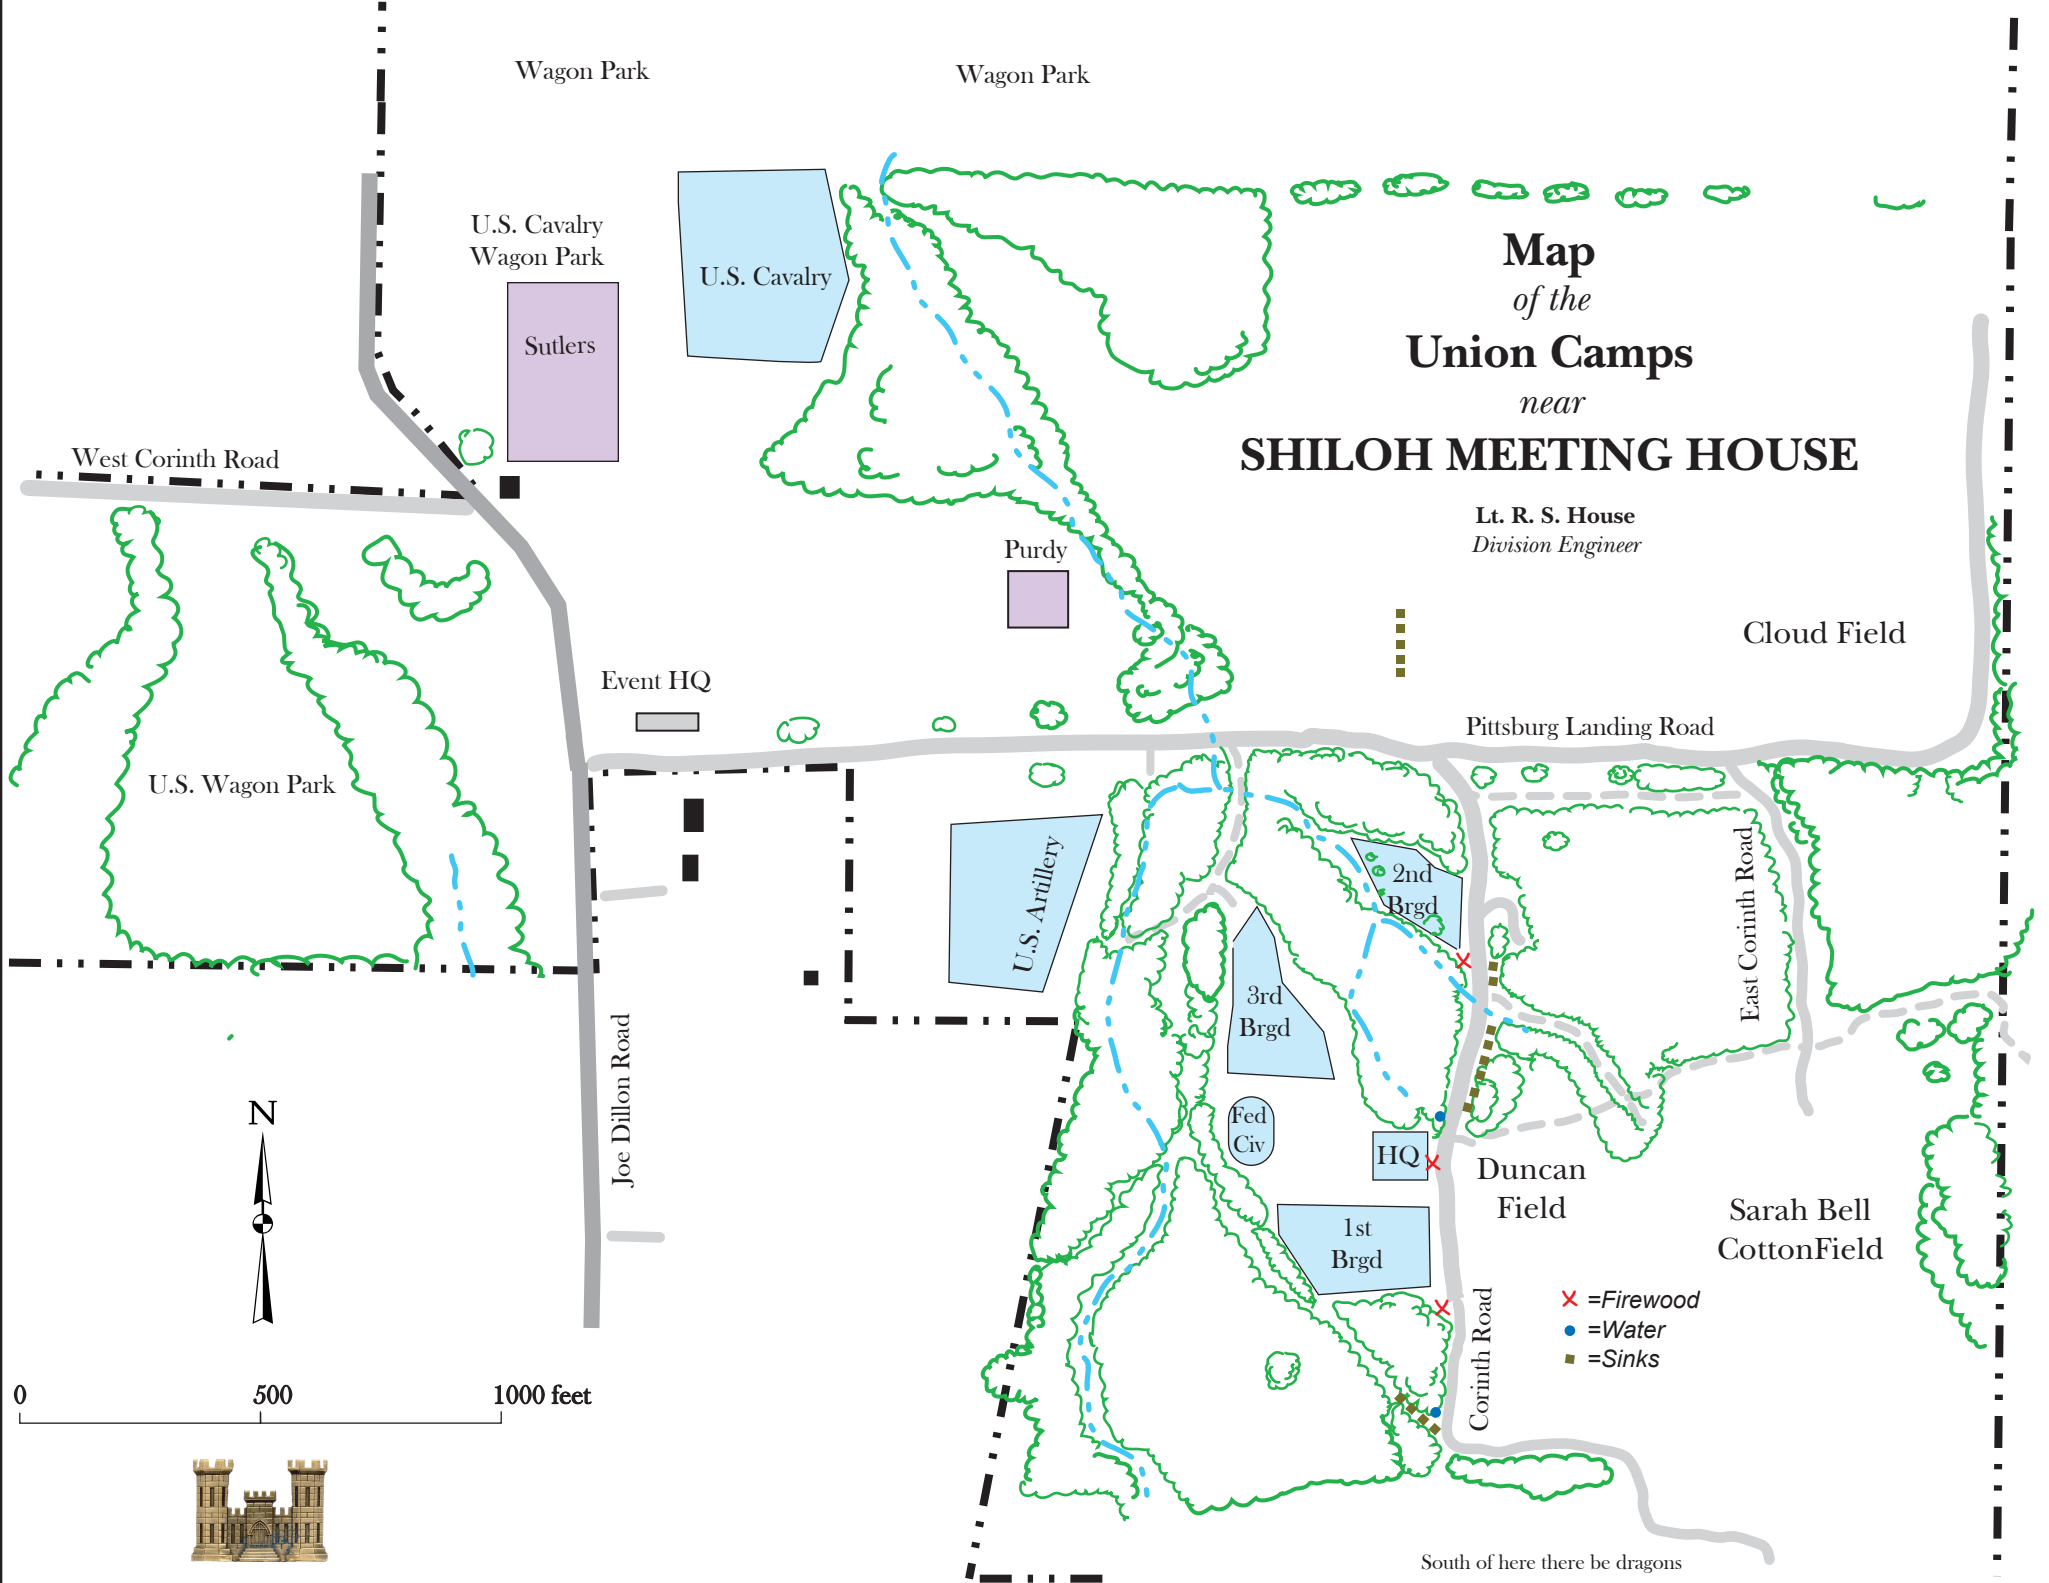 Wagon Park
Wagon Park
U.S. Cavalry
Wagon Park
U.S. Cavalry
Sutlers
Map
of the
Union Camps
near
SHILOH MEETING HOUSE
Lt. R. S. House
Division Engineer
West Corinth Road
Purdy
Cloud Field
Event HQ
Pittsburg Landing Road
U.S. Wagon Park
U.S. Artillery
2nd
Brgd
East Corinth Road
3rd
Brgd
Joe Dillon Road
N
Fed
Civ
HQ
Duncan
Field
Sarah Bell
CottonField
1st
Brgd
Corinth Road
=Firewood
=Water
=Sinks
0 500 1000 feet
South of here there be dragons